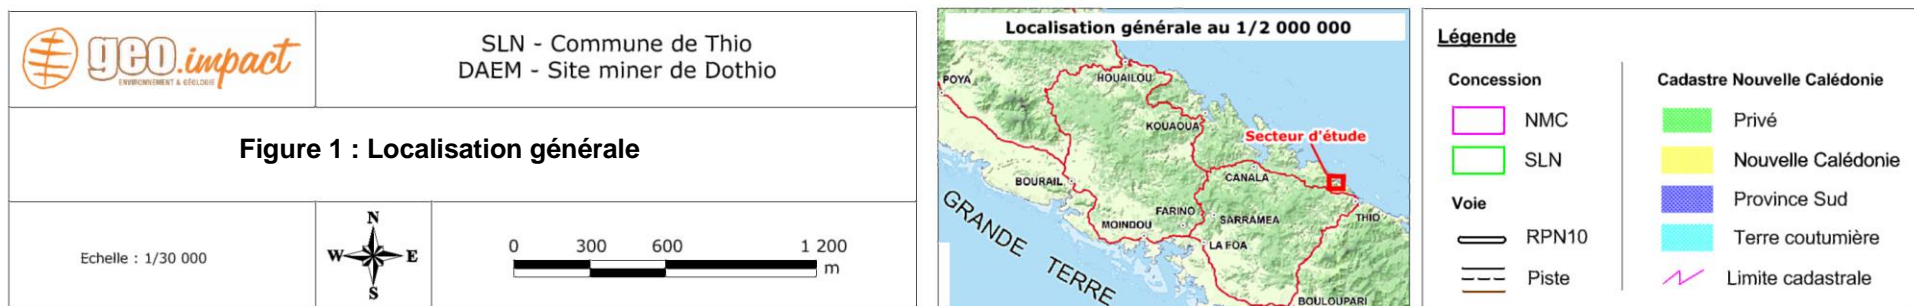 geo.impact
ENVIRONNEMENT & GÉOLOGIE
SLN - Commune de Thio
DAEM - Site miner de Dothio
Figure 1 : Localisation générale
Echelle : 1/30 000
N
W
E
S
0 300 600 1 200
m
Localisation générale au 1/2 000 000
POYA
HOUAILOU
KOUAOUA
Secteur d'étude
BOURAIL
CANALA
FARINO
SARRAMEA
THIO
MOINDOU
LA FOA
GRANDE TERRE
BOULOUPARI
Légende
Concession
NMC
SLN
Voie
RPN10
Piste
Cadastre Nouvelle Calédonie
Privé
Nouvelle Calédonie
Province Sud
Terre coutumière
Limite cadastrale